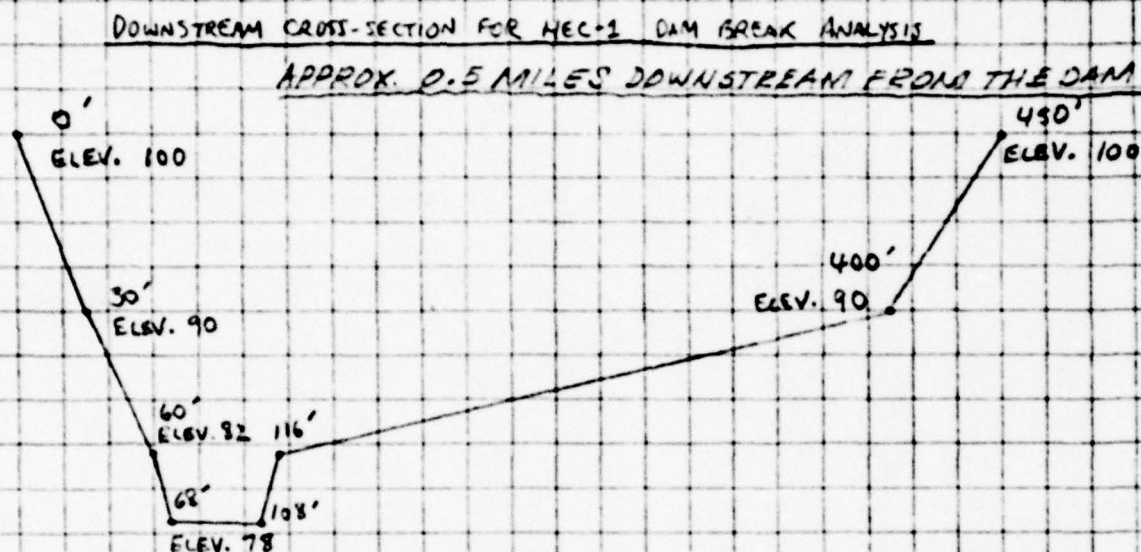 DOWNSTREAM CROSS-SECTION FOR HEC-1 DAM BREAK ANALYSIS
APPROX. 0.5 MILES DOWNSTREAM FROM THE DAM
0'
ELEV. 100
450'
ELEV. 100
400'
ELEV. 90
30'
ELEV. 90
60'
ELEV. 82
116'
68'
108'
ELEV. 78